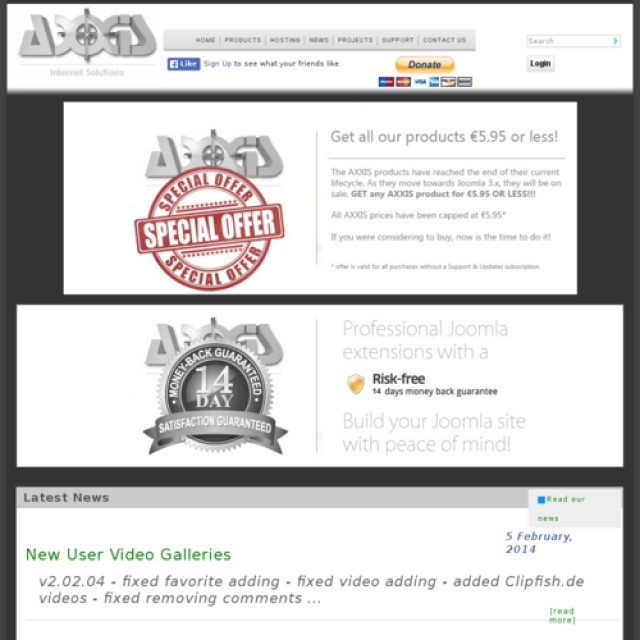 AXXIS
Internet Solutions
HOME PRODUCTS HOSTING NEWS PROJECTS SUPPORT CONTACT US
Search
Like Sign Up to see what your friends like.
Donate
VISA
Login
AXXIS
SPECIAL OFFER
SPECIAL OFFER
SPECIAL OFFER
Get all our products €5.95 or less!
The AXXIS products have reached the end of their current
lifecycle. As they move towards Joomla 3.x, they will be on
sale. GET any AXXIS product for €5.95 OR LESS!!!
All AXXIS prices have been capped at €5.95*
If you were considering to buy, now is the time to do it!
* offer is valid for all purchases without a Support & Updates subscription
AXXIS
MONEY-BACK GUARANTEED
14
DAY
SATISFACTION GUARANTEED
Professional Joomla
extensions with a
Risk-free
14 days money back guarantee
Build your Joomla site
with peace of mind!
Latest News
Read our
news
5 February,
2014
New User Video Galleries
v2.02.04 - fixed favorite adding - fixed video adding - added Clipfish.de
videos - fixed removing comments ...
[read
more]